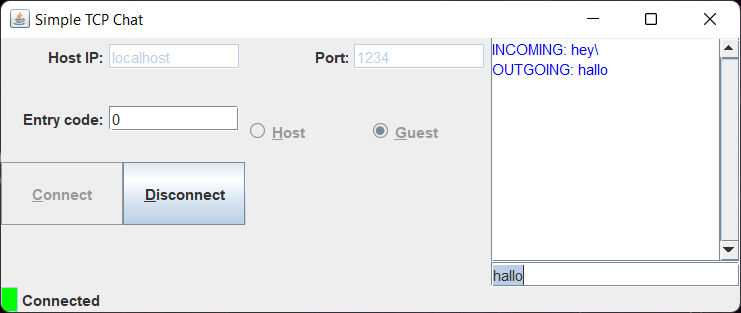 Simple TCP Chat
Host IP: localhost Port: 1234
Entry code: 0
Host Guest
Connect Disconnect
Connected
INCOMING: hey\
OUTGOING: hallo
hallo